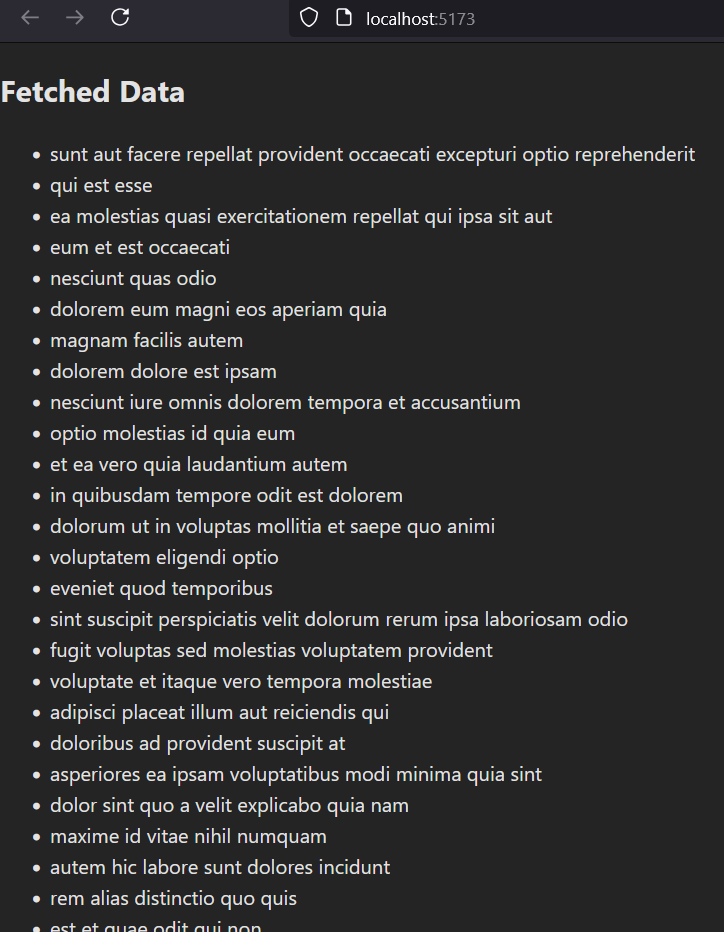 localhost:5173
Fetched Data
sunt aut facere repellat provident occaecati excepturi optio reprehenderit
qui est esse
ea molestias quasi exercitationem repellat qui ipsa sit aut
eum et est occaecati
nesciunt quas odio
dolorem eum magni eos aperiam quia
magnam facilis autem
dolorem dolore est ipsam
nesciunt iure omnis dolorem tempora et accusantium
optio molestias id quia eum
et ea vero quia laudantium autem
in quibusdam tempore odit est dolorem
dolorum ut in voluptas mollitia et saepe quo animi
voluptatem eligendi optio
eveniet quod temporibus
sint suscipit perspiciatis velit dolorum rerum ipsa laboriosam odio
fugit voluptas sed molestias voluptatem provident
voluptate et itaque vero tempora molestiae
adipisci placeat illum aut reiciendis qui
doloribus ad provident suscipit at
asperiores ea ipsam voluptatibus modi minima quia sint
dolor sint quo a velit explicabo quia nam
maxime id vitae nihil numquam
autem hic labore sunt dolores incidunt
rem alias distinctio quo quis
est et quae odit qui non